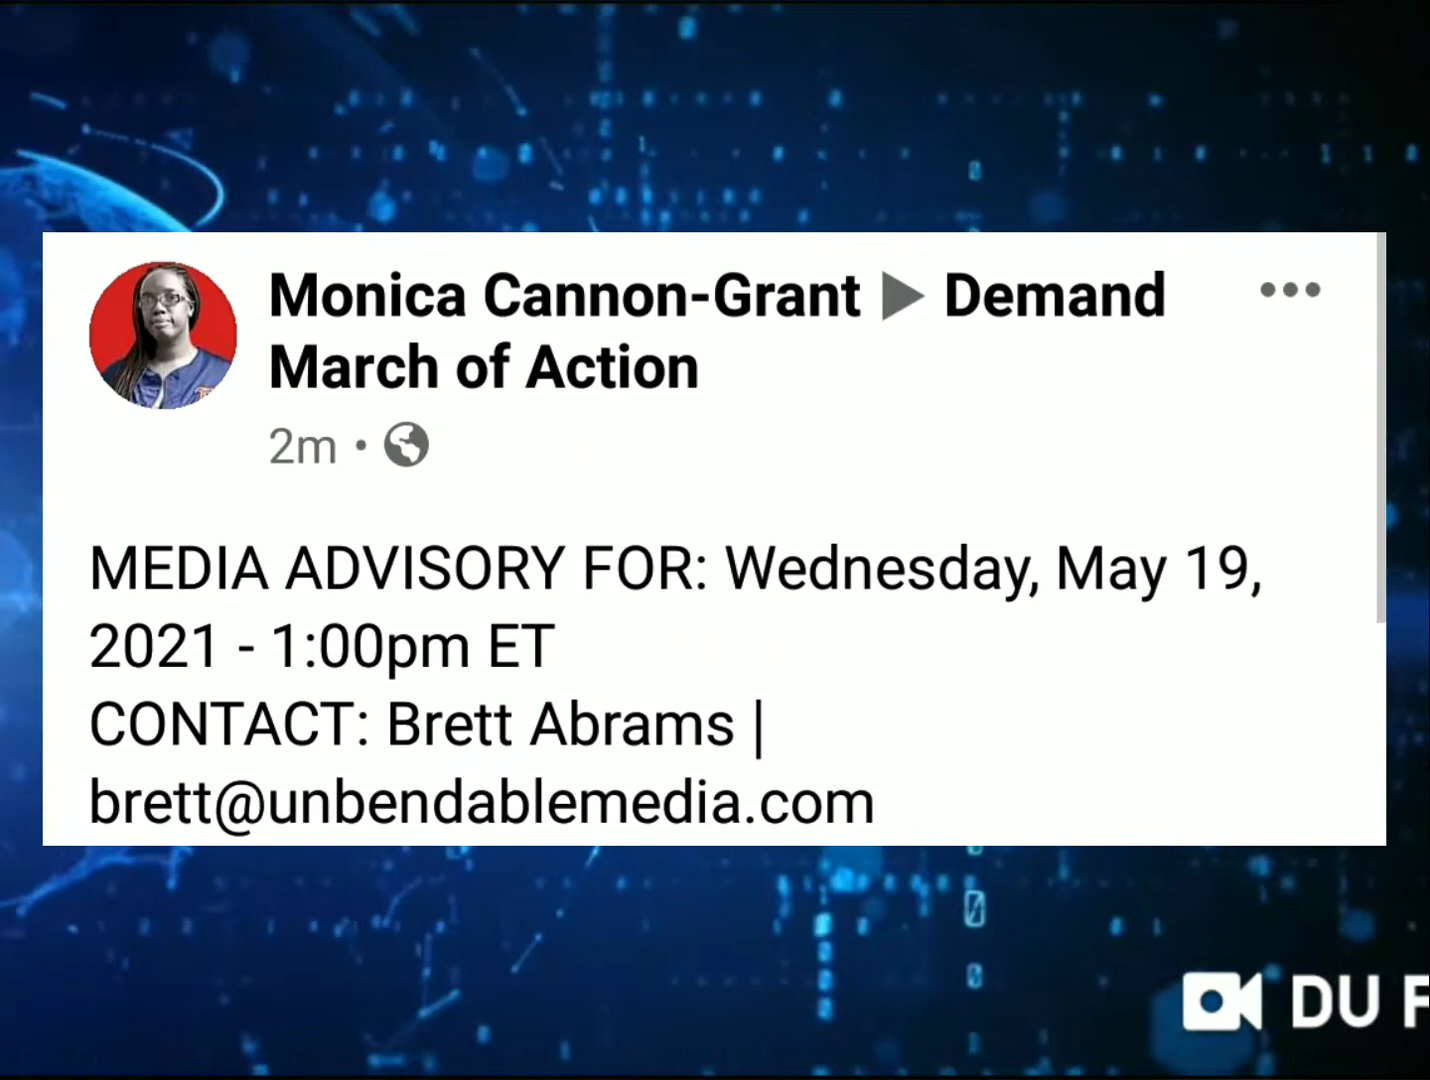 Monica Cannon-Grant ▶ Demand
March of Action
2m •
MEDIA ADVISORY FOR: Wednesday, May 19,
2021 - 1:00pm ET
CONTACT: Brett Abrams |
brett@unbendablemedia.com
DU